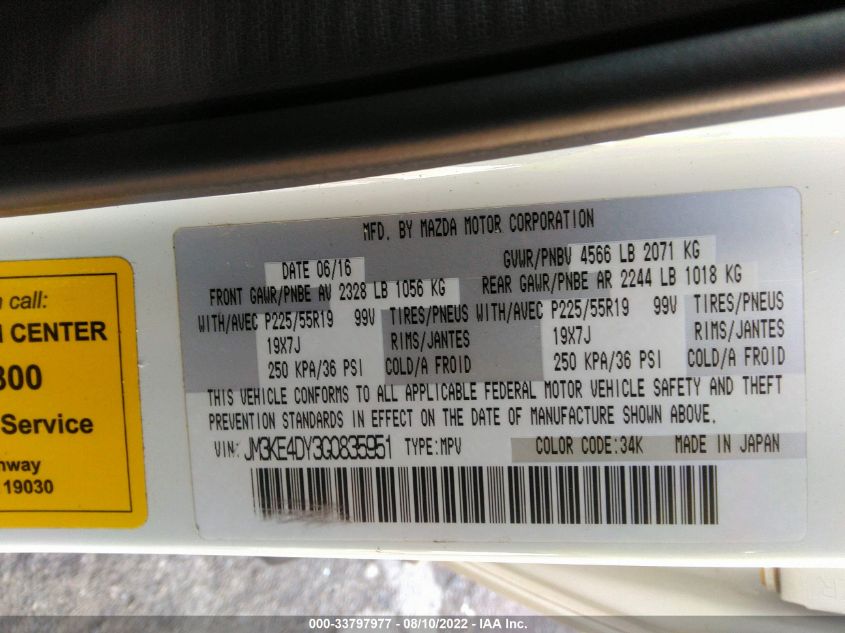 MFD. BY MAZDA MOTOR CORPORATION
DATE 06/16 GVWR/PNBV 4566 LB 2071 KG
FRONT GAWR/PNBE AV 2328 LB 1056 KG REAR GAWR/PNBE AR 2244 LB 1018 KG
WITH/AVEC P225/55R19 99V TIRES/PNEUS WITH/AVEC P225/55R19 99V TIRES/PNEUS
19X7J RIMS/JANTES 19X7J RIMS/JANTES
250 KPA/36 PSI COLD/A FROID 250 KPA/36 PSI COLD/A FROID
THIS VEHICLE CONFORMS TO ALL APPLICABLE FEDERAL MOTOR VEHICLE SAFETY AND THEFT
PREVENTION STANDARDS IN EFFECT ON THE DATE OF MANUFACTURE SHOWN ABOVE.
VIN: JM3KE4DY3G0835951 TYPE:MPV COLOR CODE:34K MADE IN JAPAN
call:
CENTER
800
Service
19030
R
000-33797977 - 08/10/2022 - IAA Inc.